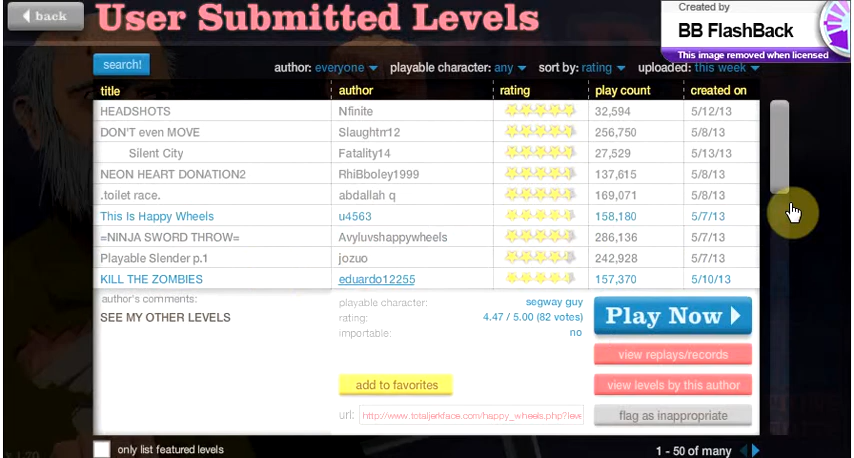 back
User Submitted Levels
Created by
BB FlashBack
This image removed when licensed
search!
author: everyone playable character: any sort by: rating uploaded: this week
title author rating play count created on
HEADSHOTS Nfinite 32,594 5/12/13
DON'T even MOVE Slaughtrr12 256,750 5/8/13
Silent City Fatality14 27,529 5/13/13
NEON HEART DONATION2 RhiBboley1999 137,615 5/8/13
.toilet race. abdallah q 169,071 5/8/13
This Is Happy Wheels u4563 158,180 5/7/13
=NINJA SWORD THROW= Avyluvshappywheels 286,136 5/7/13
Playable Slender p.1 jozuo 242,928 5/7/13
KILL THE ZOMBIES eduardo12255 157,370 5/10/13
author's comments:
SEE MY OTHER LEVELS
playable character: segway guy
rating: 4.47 / 5.00 (82 votes)
importable: no
Play Now
view replays/records
add to favorites
view levels by this author
url: http://www.totaljerkface.com/happy_wheels.php?leve
flag as inappropriate
only list featured levels
1 - 50 of many